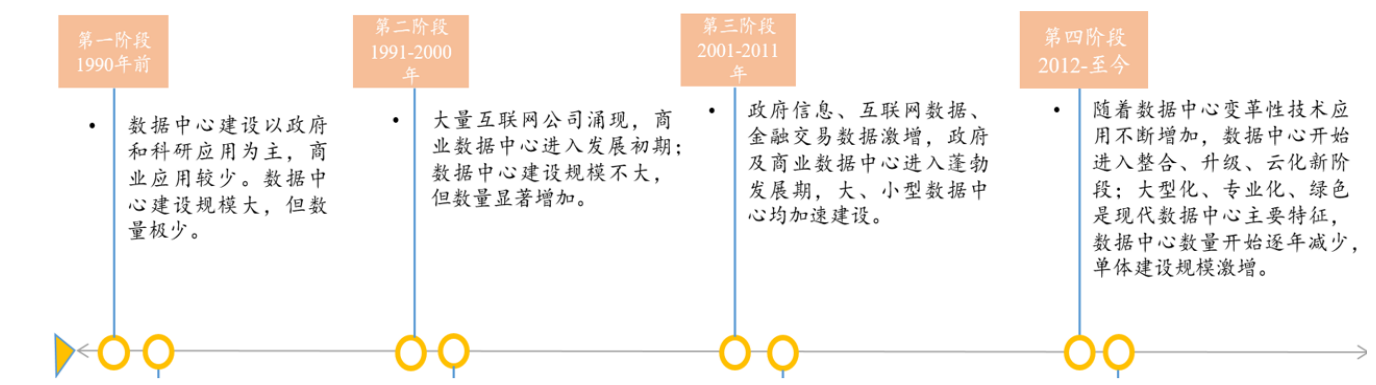 第一阶段
1990年前
• 数据中心建设以政府
和科研应用为主，商
业应用较少。数据中
心建设规模大，但数
量极少。
第二阶段
1991-2000
年
• 大量互联网公司涌现，商
业数据中心进入发展初期；
数据中心建设规模不大，
但数量显著增加。
第三阶段
2001-2011
年
• 政府信息、互联网数据、
金融交易数据激增，政府
及商业数据中心进入蓬勃
发展期，大、小型数据中
心均加速建设。
第四阶段
2012-至今
• 随着数据中心变革性技术应
用不断增加，数据中心开始
进入整合、升级、云化新阶
段；大型化、专业化、绿色
是现代数据中心主要特征，
数据中心数量开始逐年减少，
单体建设规模激增。